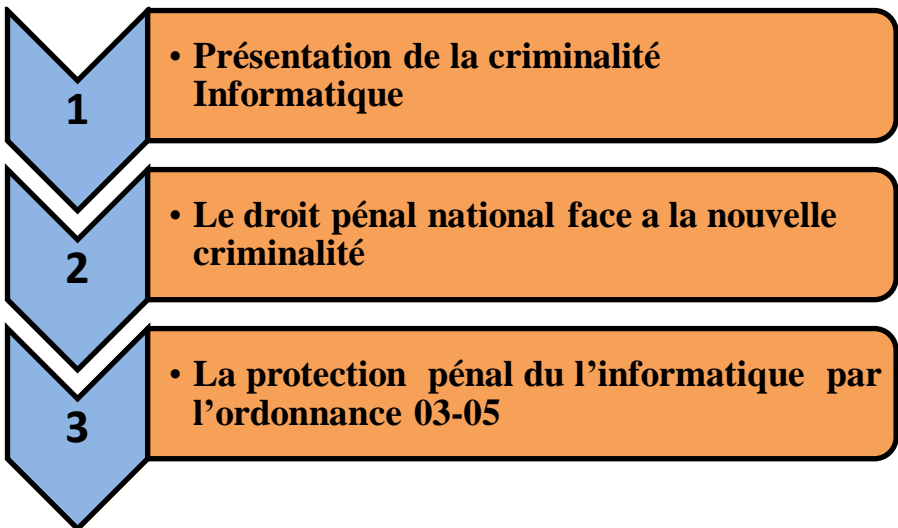 1
• Présentation de la criminalité
Informatique
2
• Le droit pénal national face a la nouvelle
criminalité
3
• La protection pénal du l’informatique par
l’ordonnance 03-05